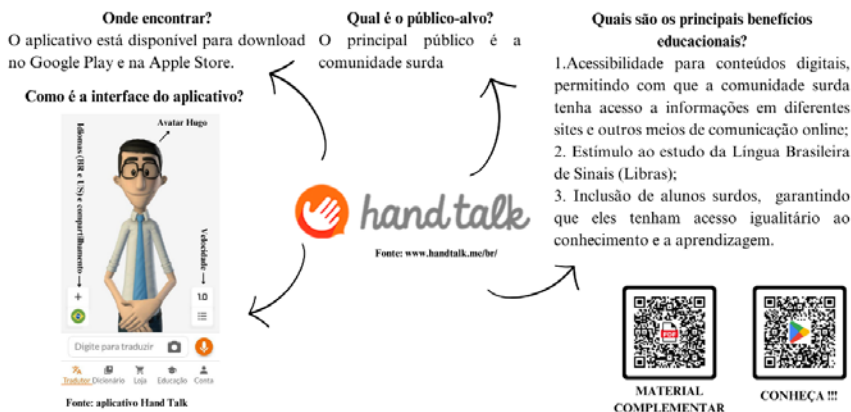 Onde encontrar?
O aplicativo está disponível para download
no Google Play e na Apple Store.
Qual é o público-alvo?
O principal público é a
comunidade surda
Quais são os principais benefícios
educacionais?
1.Acessibilidade para conteúdos digitais,
permitindo com que a comunidade surda
tenha acesso a informações em diferentes
sites e outros meios de comunicação online;
2. Estímulo ao estudo da Língua Brasileira
de Sinais (Libras);
3. Inclusão de alunos surdos, garantindo
que eles tenham acesso igualitário ao
conhecimento e a aprendizagem.
Como é a interface do aplicativo?
Avatar Hugo
Idiomas (BR e US) e compartilhamento
Velocidade
+
1.0
Digite para traduzir
Tradutor Dicionário Loja Educação Conta
Fonte: aplicativo Hand Talk
hand talk
Fonte: www.handtalk.me/br/
PDF
MATERIAL
COMPLEMENTAR
CONHEÇA !!!